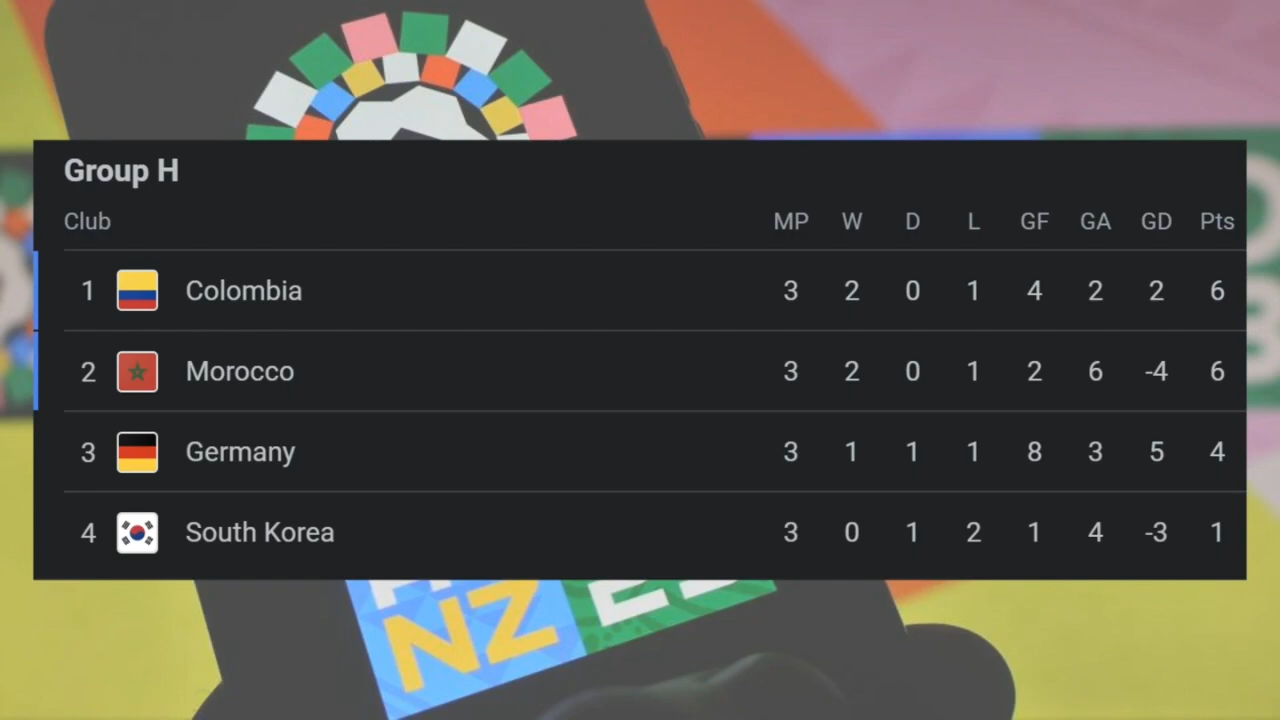 Group H
Club MP W D L GF GA GD Pts
1 Colombia 3 2 0 1 4 2 2 6
2 Morocco 3 2 0 1 2 6 -4 6
3 Germany 3 1 1 1 8 3 5 4
4 South Korea 3 0 1 2 1 4 -3 1
NZ